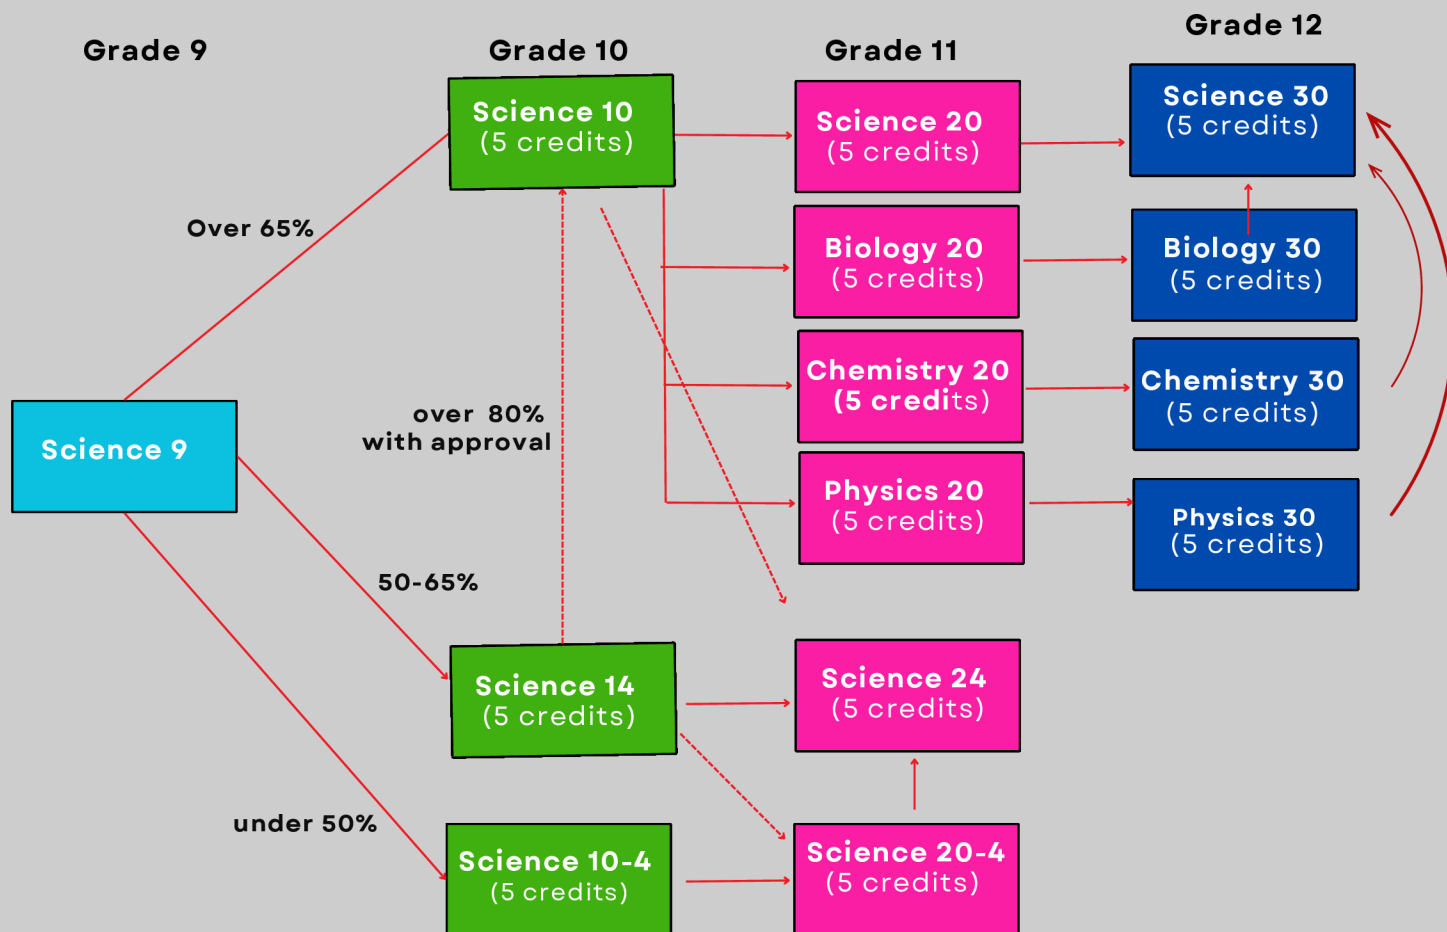 Grade 9
Grade 10
Grade 11
Grade 12
Science 10
(5 credits)
Science 20
(5 credits)
Science 30
(5 credits)
Over 65%
Biology 20
(5 credits)
Biology 30
(5 credits)
Chemistry 20
(5 credits)
Chemistry 30
(5 credits)
over 80%
with approval
Science 9
Physics 20
(5 credits)
Physics 30
(5 credits)
50-65%
Science 14
(5 credits)
Science 24
(5 credits)
under 50%
Science 10-4
(5 credits)
Science 20-4
(5 credits)